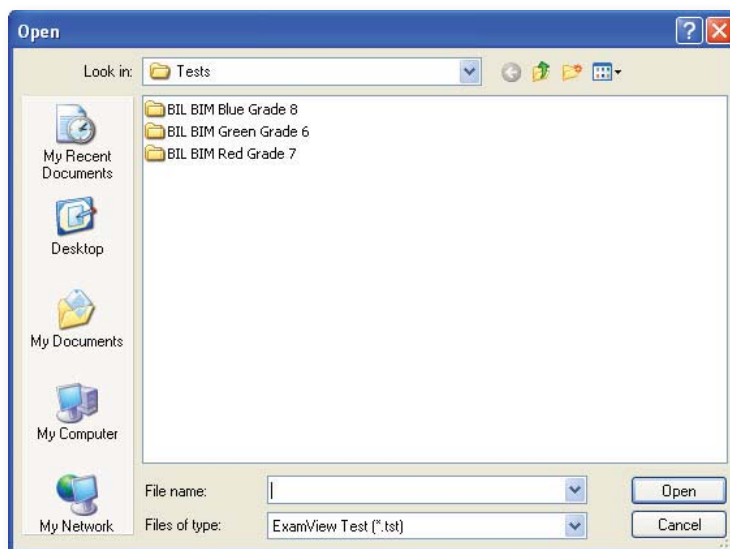 Open
Look in: Tests
BIL BIM Blue Grade 8
BIL BIM Green Grade 6
BIL BIM Red Grade 7
My Recent
Documents
Desktop
My Documents
My Computer
My Network
File name:
Open
Files of type: ExamView Test (*.tst)
Cancel